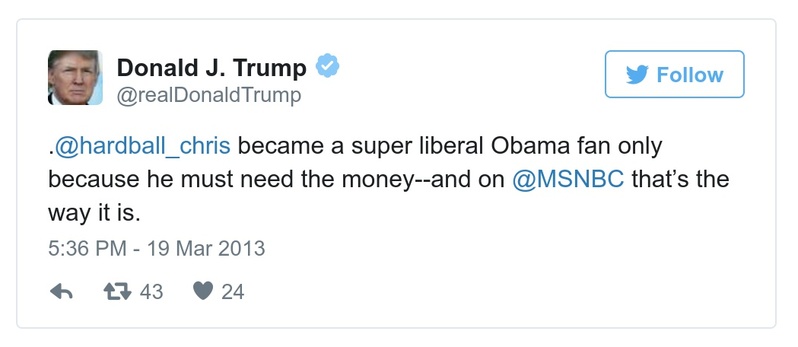 Donald J. Trump
@realDonaldTrump
Follow
.@hardball_chris became a super liberal Obama fan only
because he must need the money--and on @MSNBC that's the
way it is.
5:36 PM - 19 Mar 2013
43 24